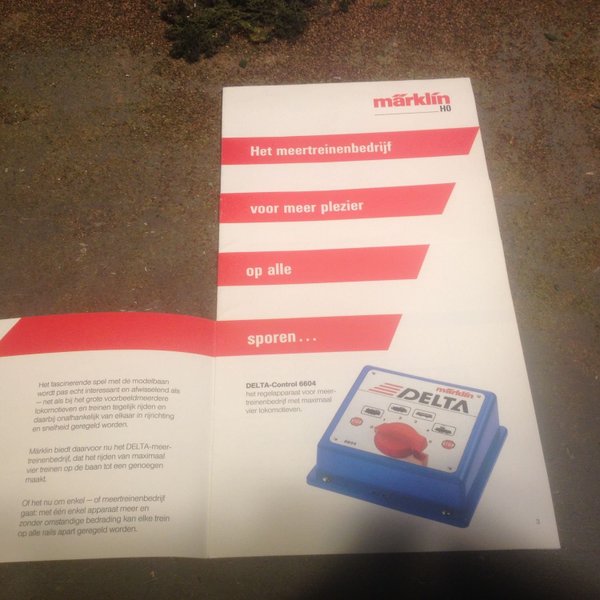 märklin
H0
Het meertreinenbedrijf
voor meer plezier
op alle
sporen...
Het fascinerende spel met de modelbaan
wordt pas echt interessant en afwisselend als
— net als bij het grote voorbeeldmeerdere
lokomotieven en treinen tegelijk rijden en
daarbij onafhankelijk van elkaar in rijrichting
en snelheid geregeld worden.
Märklin biedt daarvoor nu het DELTA-meer-
treinenbedrijf, dat het rijden van maximaal
vier treinen op de baan tot een genoegen
maakt.
Of het nu om enkel — of meertreinenbedrijf
gaat: met één enkel apparaat meer en
zonder omstandige bedrading kan elke trein
op alle rails apart geregeld worden.
DELTA-Control 6604
het regelapparaat voor meer-
treinenbedrijf met maximaal
vier lokomotieven.
märklin
DELTA
STOP
STOP
6604
3